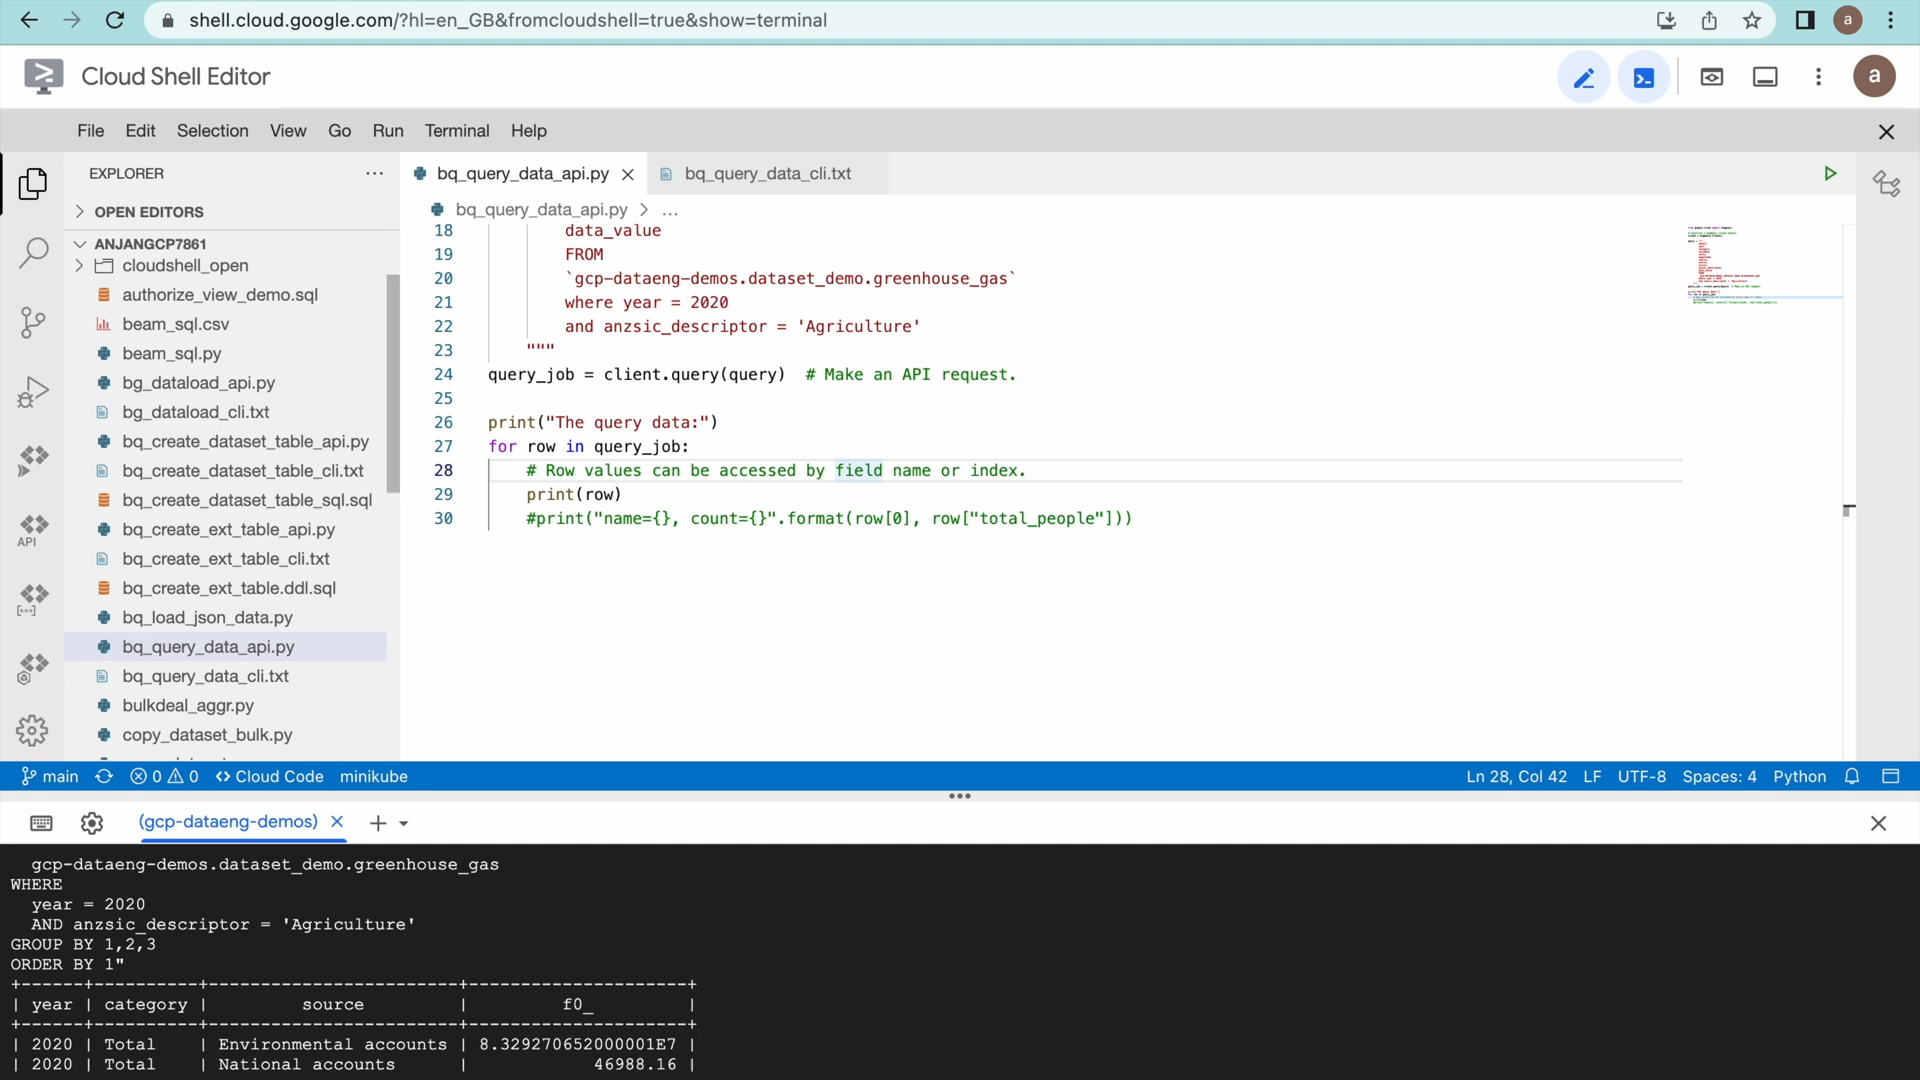 shell.cloud.google.com/?hl=en_GB&fromcloudshell=true&show=terminal
a
Cloud Shell Editor
a
File Edit Selection View Go Run Terminal Help
EXPLORER
bq_query_data_api.py
bq_query_data_cli.txt
OPEN EDITORS
bq_query_data_api.py > ...
ANJANGCP7861
cloudshell_open
authorize_view_demo.sql
beam_sql.csv
beam_sql.py
bg_dataload_api.py
bg_dataload_cli.txt
bq_create_dataset_table_api.py
bq_create_dataset_table_cli.txt
bq_create_dataset_table_sql.sql
bq_create_ext_table_api.py
bq_create_ext_table_cli.txt
bq_create_ext_table.ddl.sql
bq_load_json_data.py
bq_query_data_api.py
bq_query_data_cli.txt
bulkdeal_aggr.py
copy_dataset_bulk.py
API
18 data_value
19 FROM
20 `gcp-dataeng-demos.dataset_demo.greenhouse_gas`
21 where year = 2020
22 and anzsic_descriptor = 'Agriculture'
23 """
24 query_job = client.query(query)  # Make an API request.
25
26 print("The query data:")
27 for row in query_job:
28 # Row values can be accessed by field name or index.
29 print(row)
30 #print("name={}, count={}".format(row[0], row["total_people"]))
main 0 0 Cloud Code minikube Ln 28, Col 42 LF UTF-8 Spaces: 4 Python
(gcp-dataeng-demos)
gcp-dataeng-demos.dataset_demo.greenhouse_gas
WHERE
year = 2020
AND anzsic_descriptor = 'Agriculture'
GROUP BY 1,2,3
ORDER BY 1"
+------+----------+-----------------------+---------------------+
| year | category |         source        |         f0_         |
+------+----------+-----------------------+---------------------+
| 2020 | Total    | Environmental accounts | 8.329270652000001E7 |
| 2020 | Total    | National accounts      |            46988.16 |